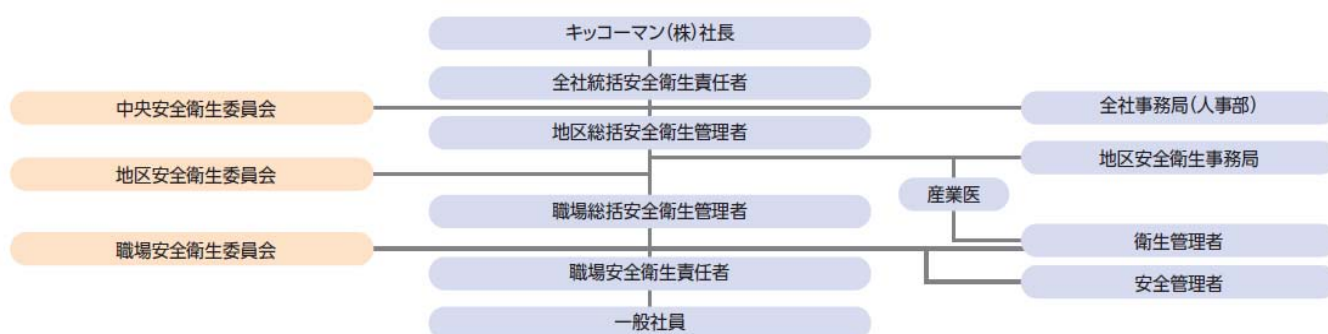 キッコーマン(株)社長
全社統括安全衛生責任者
中央安全衛生委員会
全社事務局(人事部)
地区総括安全衛生管理者
地区安全衛生事務局
地区安全衛生委員会
産業医
職場総括安全衛生管理者
衛生管理者
職場安全衛生委員会
職場安全衛生責任者
安全管理者
一般社員